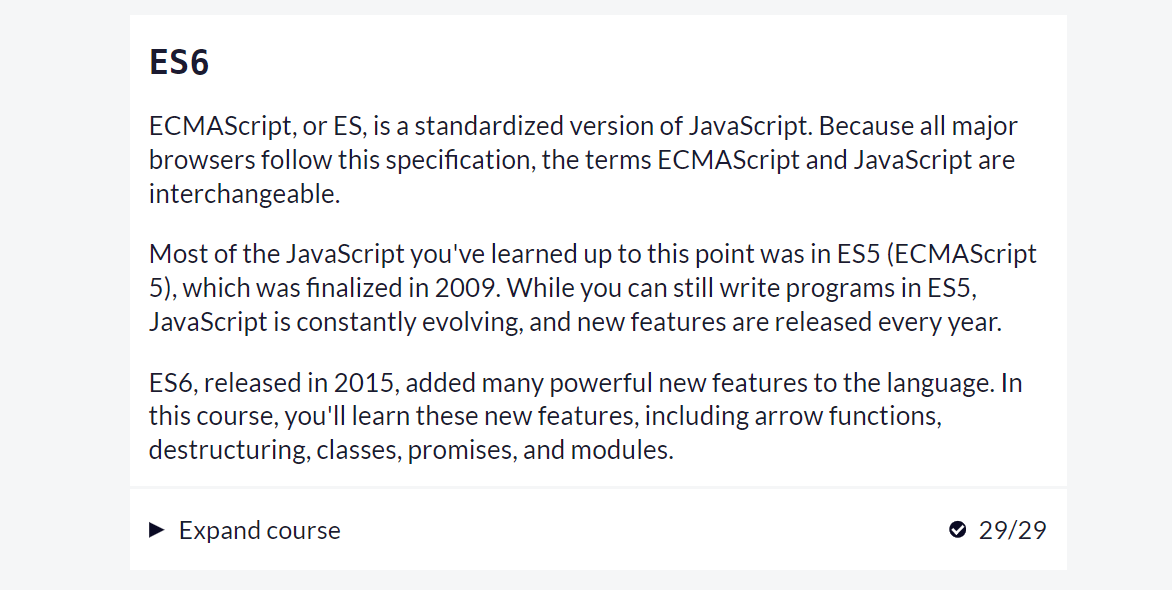 ES6
ECMAScript, or ES, is a standardized version of JavaScript. Because all major
browsers follow this specification, the terms ECMAScript and JavaScript are
interchangeable.
Most of the JavaScript you've learned up to this point was in ES5 (ECMAScript
5), which was finalized in 2009. While you can still write programs in ES5,
JavaScript is constantly evolving, and new features are released every year.
ES6, released in 2015, added many powerful new features to the language. In
this course, you'll learn these new features, including arrow functions,
destructuring, classes, promises, and modules.
Expand course 29/29